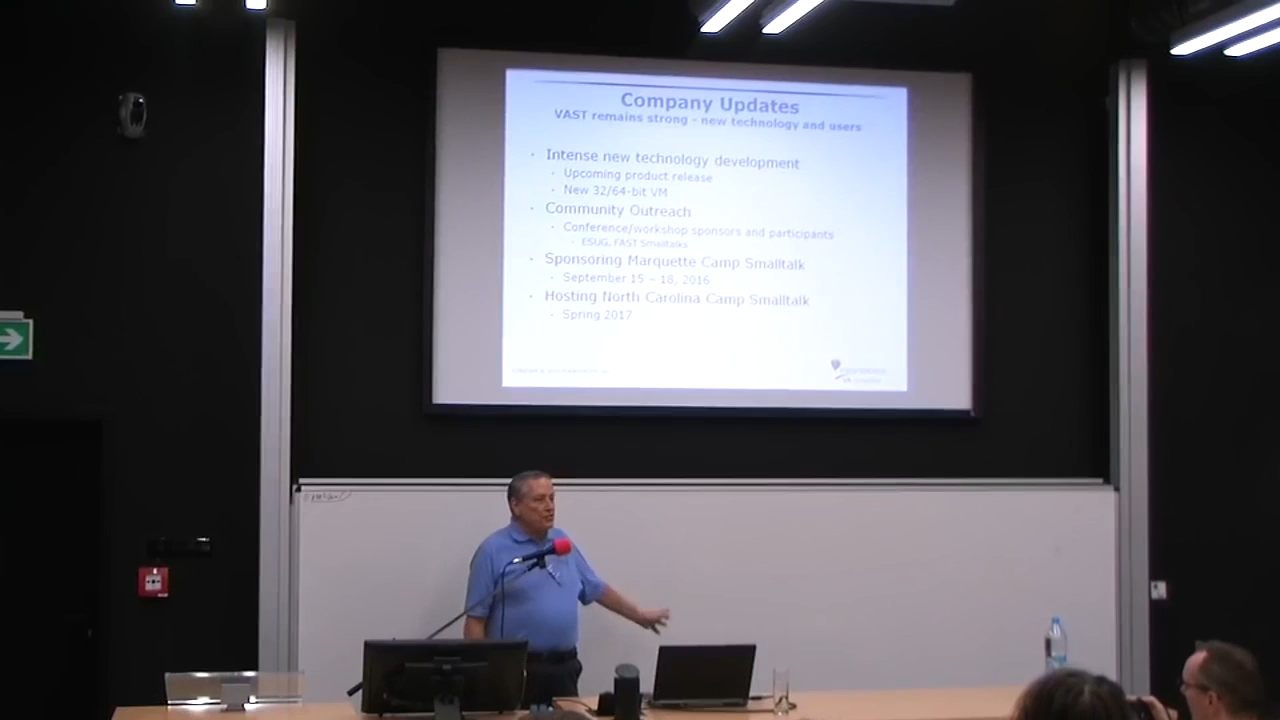 Company Updates
VAST remains strong - new technology and users
Intense new technology development
Upcoming product release
New 32/64-bit VM
Community Outreach
Conference/workshop sponsors and participants
ESUG, FAST Smalltalks
Sponsoring Marquette Camp Smalltalk
September 15 – 18, 2016
Hosting North Carolina Camp Smalltalk
Spring 2017